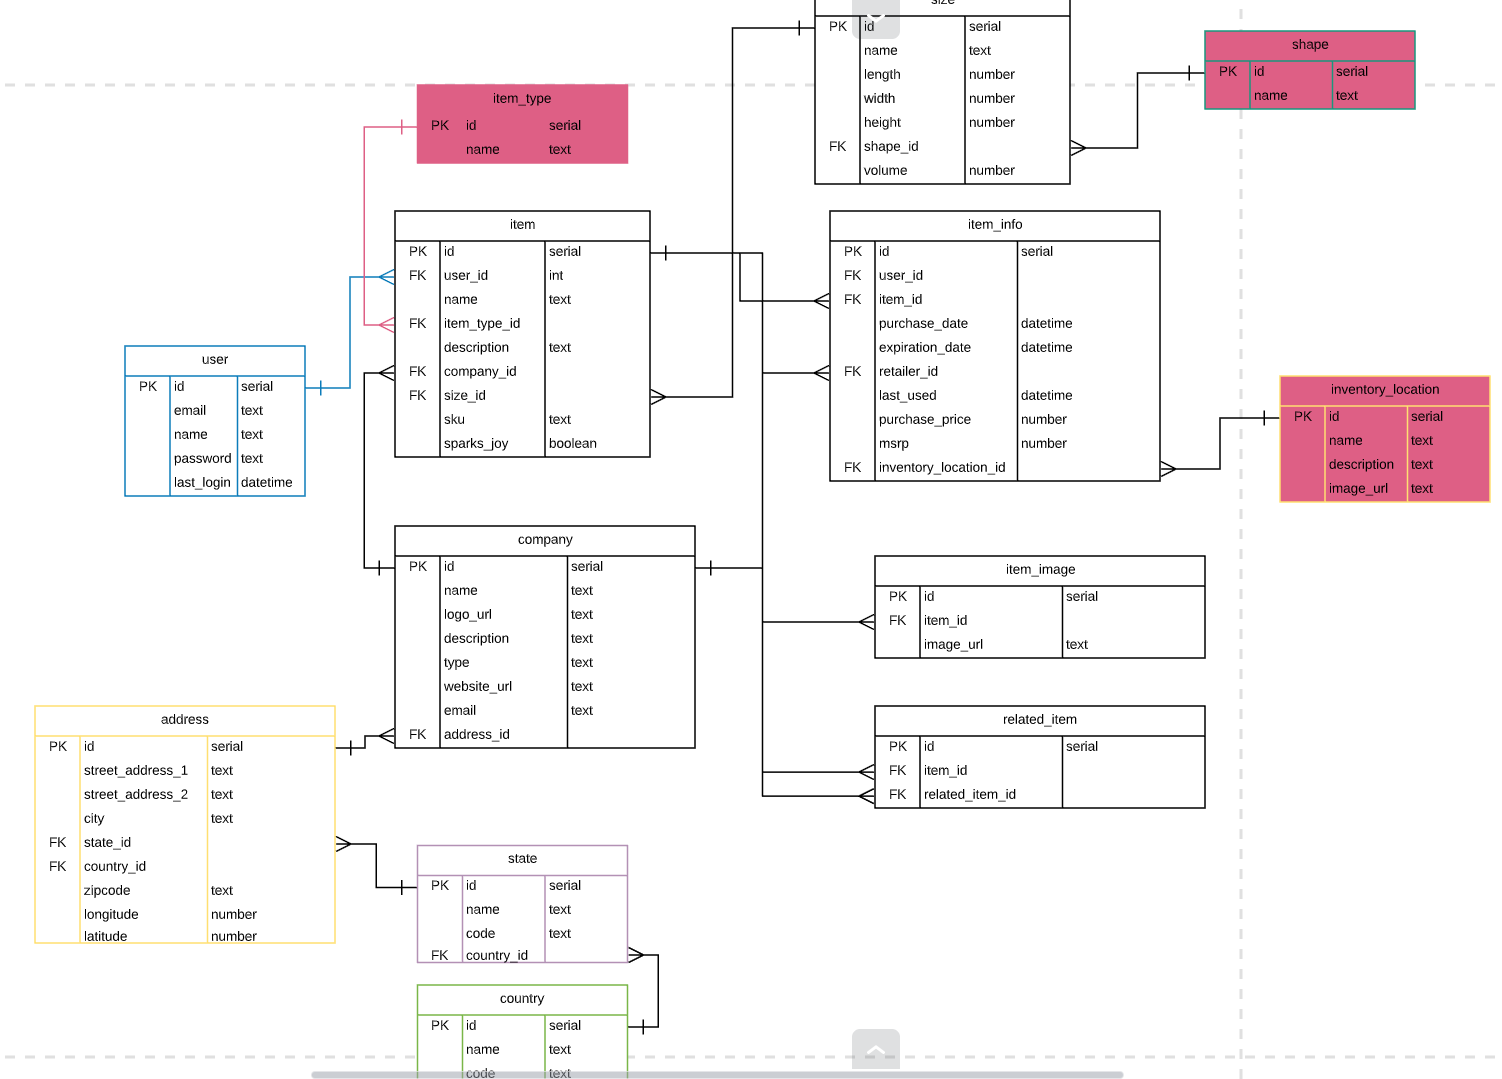 size
PK id serial
name text
length number
width number
height number
FK shape_id
volume number
shape
PK id serial
name text
item_type
PK id serial
name text
item
PK id serial
FK user_id int
name text
FK item_type_id
description text
FK company_id
FK size_id
sku text
sparks_joy boolean
item_info
PK id serial
FK user_id
FK item_id
purchase_date datetime
expiration_date datetime
FK retailer_id
last_used datetime
purchase_price number
msrp number
FK inventory_location_id
user
PK id serial
email text
name text
password text
last_login datetime
inventory_location
PK id serial
name text
description text
image_url text
company
PK id serial
name text
logo_url text
description text
type text
website_url text
email text
FK address_id
item_image
PK id serial
FK item_id
image_url text
address
PK id serial
street_address_1 text
street_address_2 text
city text
FK state_id
FK country_id
zipcode text
longitude number
latitude number
related_item
PK id serial
FK item_id
FK related_item_id
state
PK id serial
name text
code text
FK country_id
country
PK id serial
name text
code text